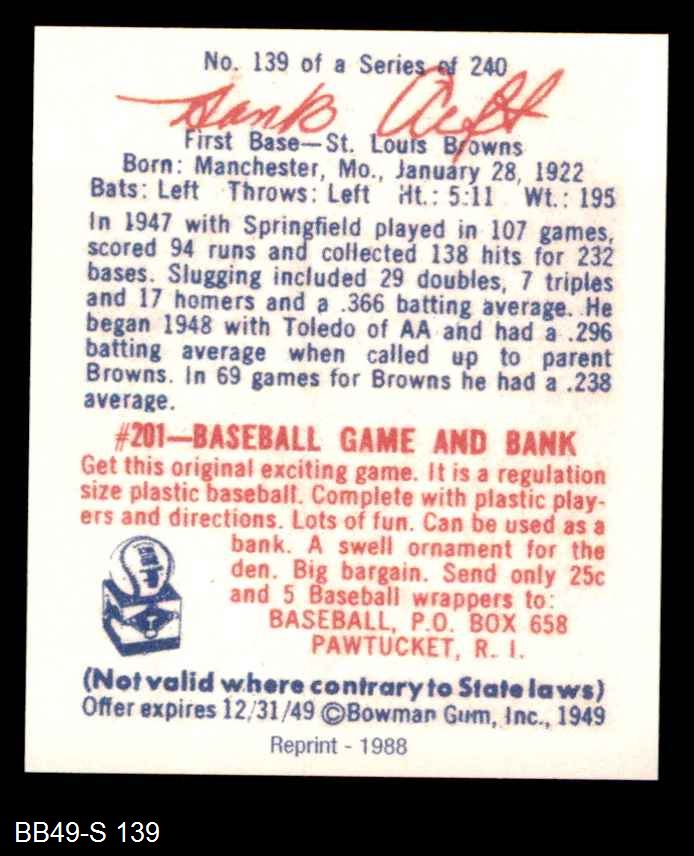 No. 139 of a Series of 240
Hank Arft
First Base—St. Louis Browns
Born: Manchester, Mo., January 28, 1922
Bats: Left Throws: Left Ht.: 5:11 Wt.: 195
In 1947 with Springfield played in 107 games,
scored 94 runs and collected 138 hits for 232
bases. Slugging included 29 doubles, 7 triples
and 17 homers and a .366 batting average. He
began 1948 with Toledo of AA and had a .296
batting average when called up to parent
Browns. In 69 games for Browns he had a .238
average.
#201—BASEBALL GAME AND BANK
Get this original exciting game. It is a regulation
size plastic baseball. Complete with plastic play-
ers and directions. Lots of fun. Can be used as a
bank. A swell ornament for the
den. Big bargain. Send only 25c
and 5 Baseball wrappers to:
BASEBALL, P.O. BOX 658
PAWTUCKET, R. I.
(Not valid where contrary to State laws)
Offer expires 12/31/49 ©Bowman Gum, Inc., 1949
Reprint - 1988
BB49-S 139